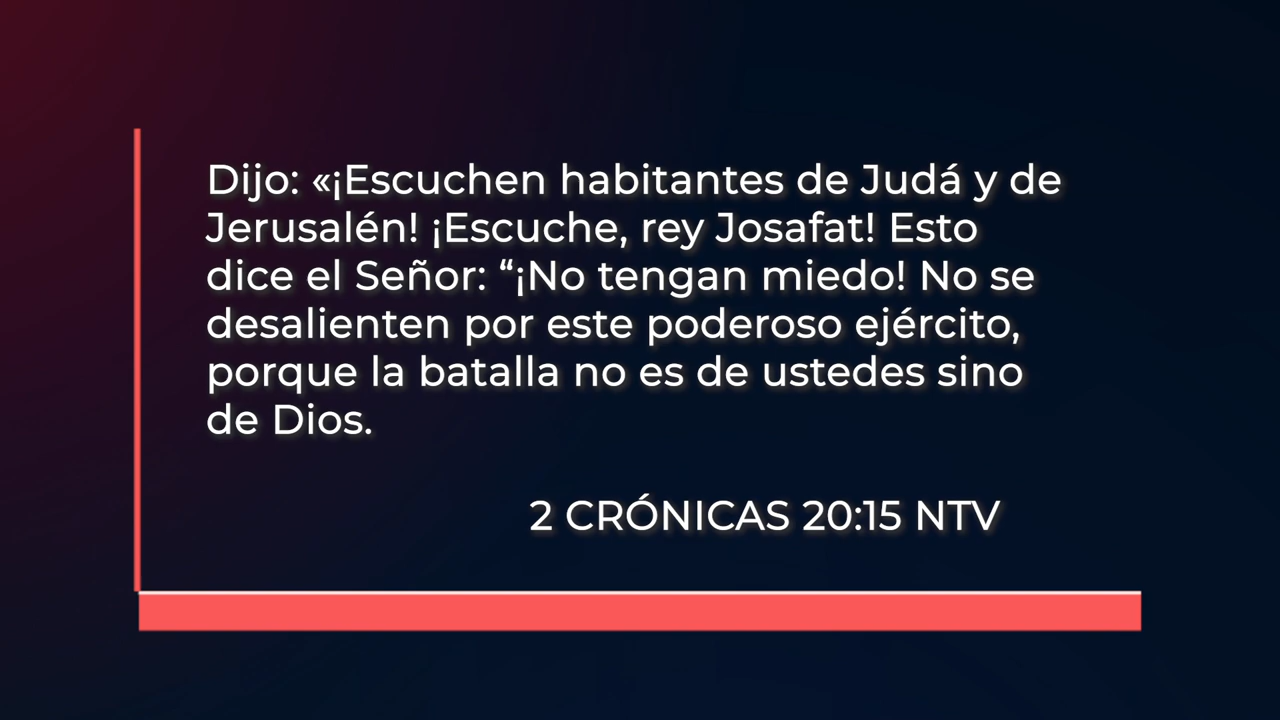 Dijo: «¡Escuchen habitantes de Judá y de
Jerusalén! ¡Escuche, rey Josafat! Esto
dice el Señor: “¡No tengan miedo! No se
desalienten por este poderoso ejército,
porque la batalla no es de ustedes sino
de Dios.
2 CRÓNICAS 20:15 NTV